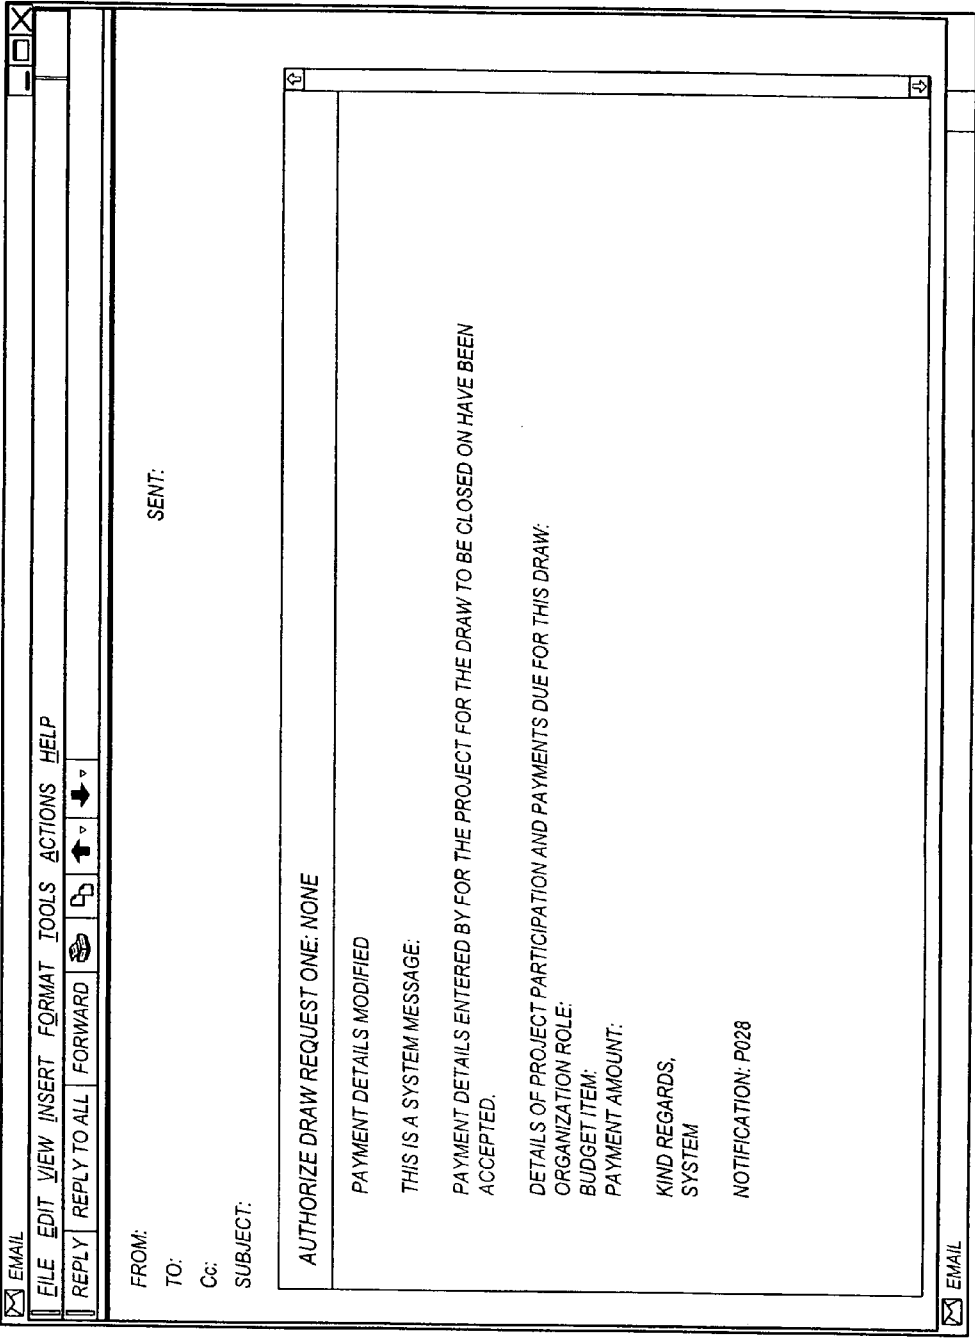 EMAIL
FILE EDIT VIEW INSERT FORMAT TOOLS ACTIONS HELP
REPLY REPLY TO ALL FORWARD
FROM:
SENT:
TO:
Cc:
SUBJECT:
AUTHORIZE DRAW REQUEST ONE: NONE
PAYMENT DETAILS MODIFIED
THIS IS A SYSTEM MESSAGE:
PAYMENT DETAILS ENTERED BY FOR THE PROJECT FOR THE DRAW TO BE CLOSED ON HAVE BEEN
ACCEPTED.
DETAILS OF PROJECT PARTICIPATION AND PAYMENTS DUE FOR THIS DRAW:
ORGANIZATION ROLE:
BUDGET ITEM:
PAYMENT AMOUNT:
KIND REGARDS,
SYSTEM
NOTIFICATION: P028
EMAIL